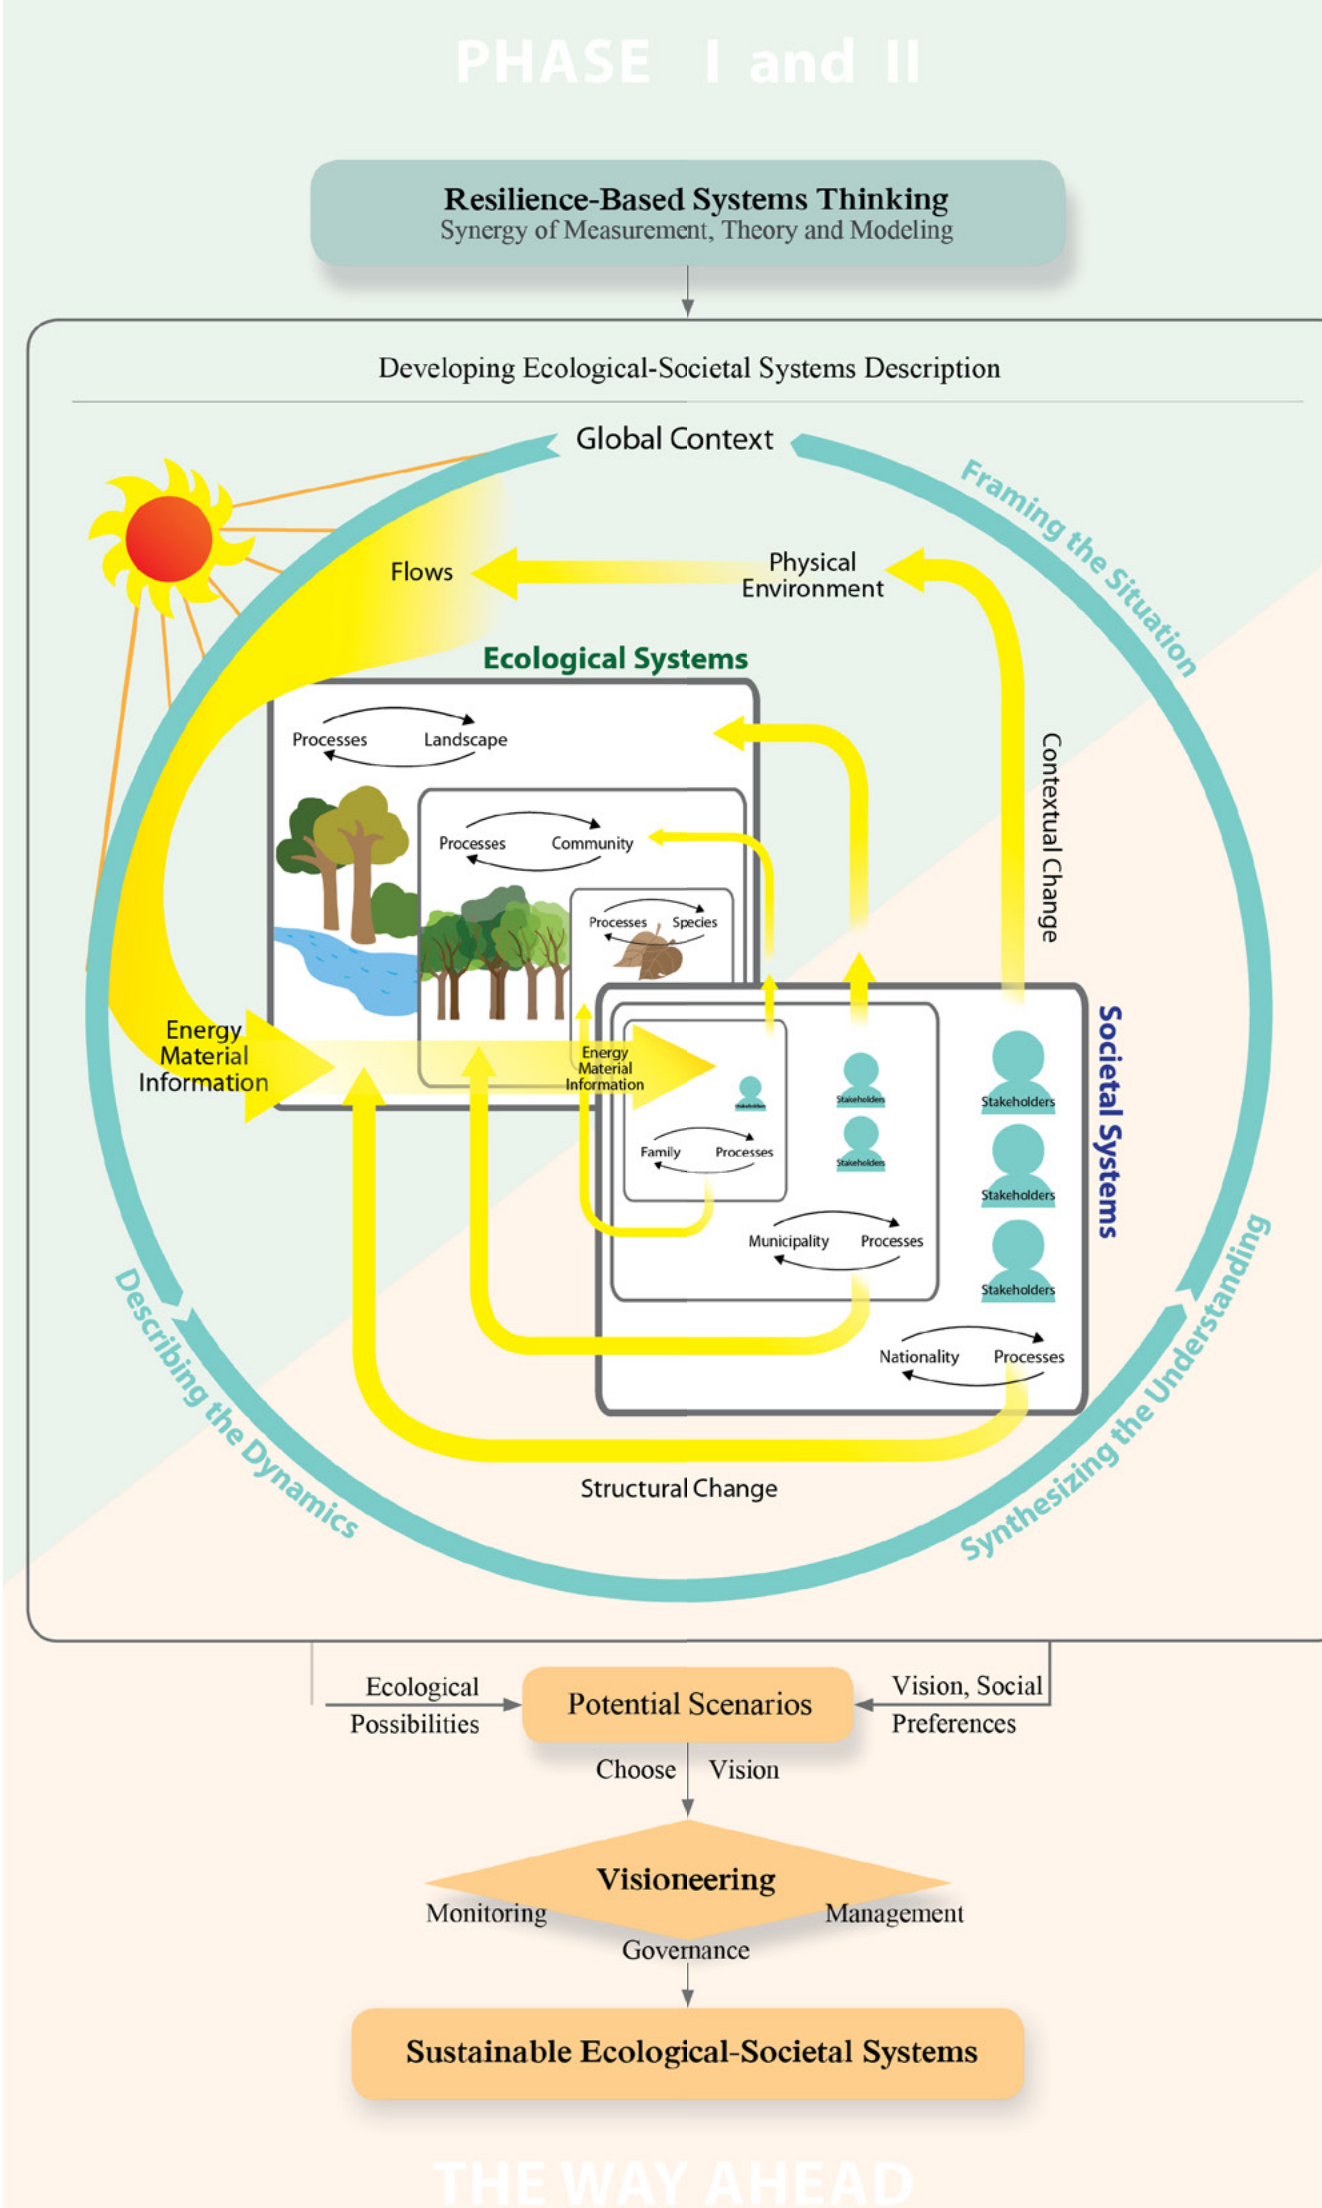 PHASE I and II
Resilience-Based Systems Thinking
Synergy of Measurement, Theory and Modeling
Developing Ecological-Societal Systems Description
Global Context
Framing the Situation
Flows
Physical
Environment
Ecological Systems
Processes
Landscape
Contextual Change
Processes
Community
Processes
Species
Energy
Material
Information
Energy
Material
Information
Societal Systems
Stakeholders
Stakeholders
Stakeholders
Stakeholders
Stakeholders
Stakeholders
Family
Processes
Municipality
Processes
Nationality
Processes
Describing the Dynamics
Synthesizing the Understanding
Structural Change
Ecological
Possibilities
Potential Scenarios
Vision, Social
Preferences
Choose
Vision
Visioneering
Monitoring
Management
Governance
Sustainable Ecological-Societal Systems
THE WAY AHEAD